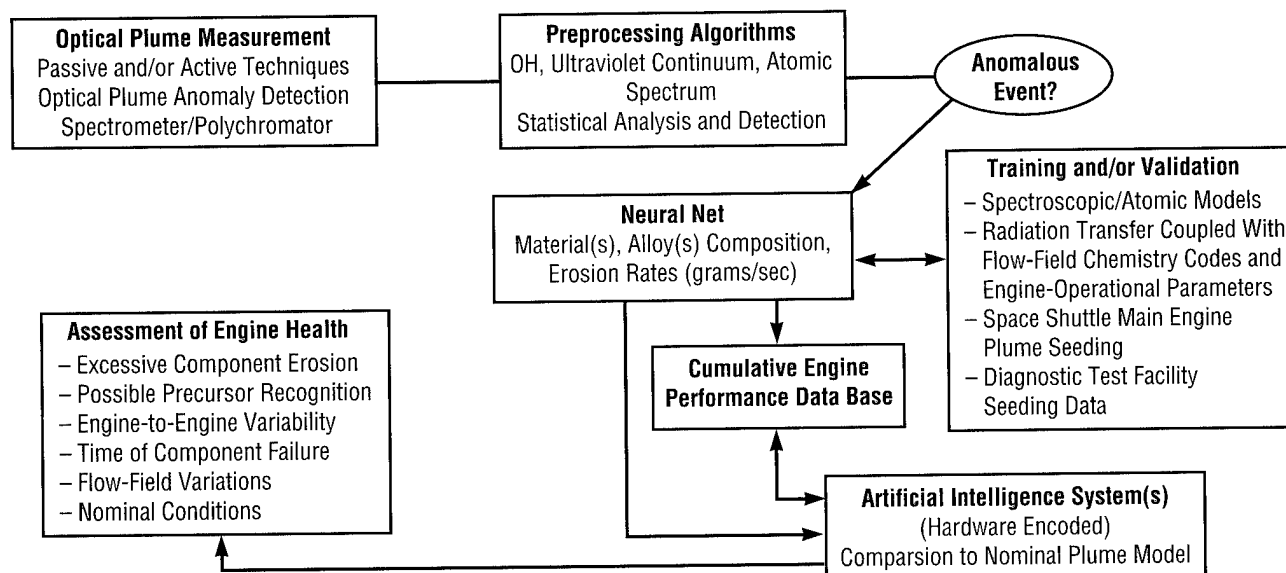 Optical Plume Measurement
Passive and/or Active Techniques
Optical Plume Anomaly Detection
Spectrometer/Polychromator
Preprocessing Algorithms
OH, Ultraviolet Continuum, Atomic
Spectrum
Statistical Analysis and Detection
Anomalous
Event?
Neural Net
Material(s), Alloy(s) Composition,
Erosion Rates (grams/sec)
Training and/or Validation
– Spectroscopic/Atomic Models
– Radiation Transfer Coupled With
Flow-Field Chemistry Codes and
Engine-Operational Parameters
– Space Shuttle Main Engine
Plume Seeding
– Diagnostic Test Facility
Seeding Data
Cumulative Engine
Performance Data Base
Assessment of Engine Health
– Excessive Component Erosion
– Possible Precursor Recognition
– Engine-to-Engine Variability
– Time of Component Failure
– Flow-Field Variations
– Nominal Conditions
Artificial Intelligence System(s)
(Hardware Encoded)
Comparsion to Nominal Plume Model